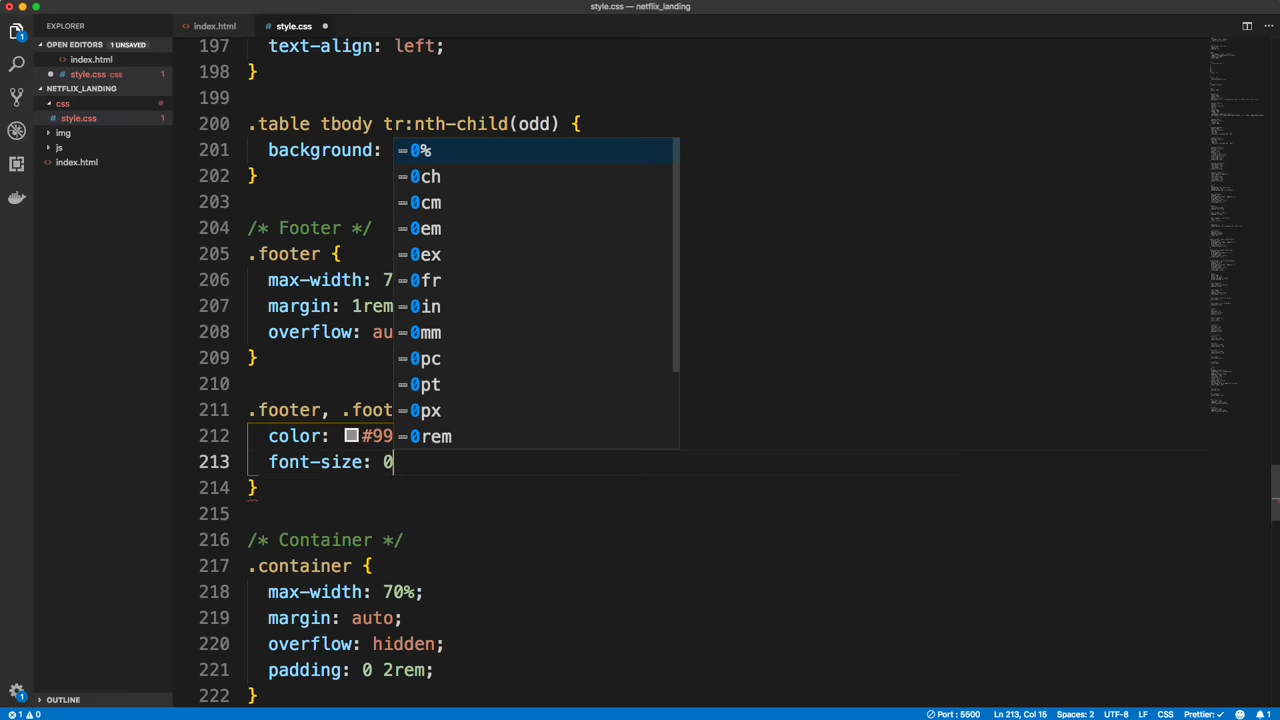 style.css — netflix_landing
EXPLORER
OPEN EDITORS 1 UNSAVED
index.html
# style.css css 1
NETFLIX_LANDING
css
# style.css 1
img
js
index.html
OUTLINE
index.html
# style.css
197 text-align: left;
198 }
199
200 .table tbody tr:nth-child(odd) {
201 background:
202 }
203
204 /* Footer */
205 .footer {
206 max-width: 7
207 margin: 1rem
208 overflow: au
209 }
210
211 .footer, .foot
212 color: #99
213 font-size: 0
214 }
215
216 /* Container */
217 .container {
218 max-width: 70%;
219 margin: auto;
220 overflow: hidden;
221 padding: 0 2rem;
222 }
0%
0ch
0cm
0em
0ex
0fr
0in
0mm
0pc
0pt
0px
0rem
1 0 Port : 5500 Ln 213, Col 15 Spaces: 2 UTF-8 LF CSS Prettier: ✓ 1